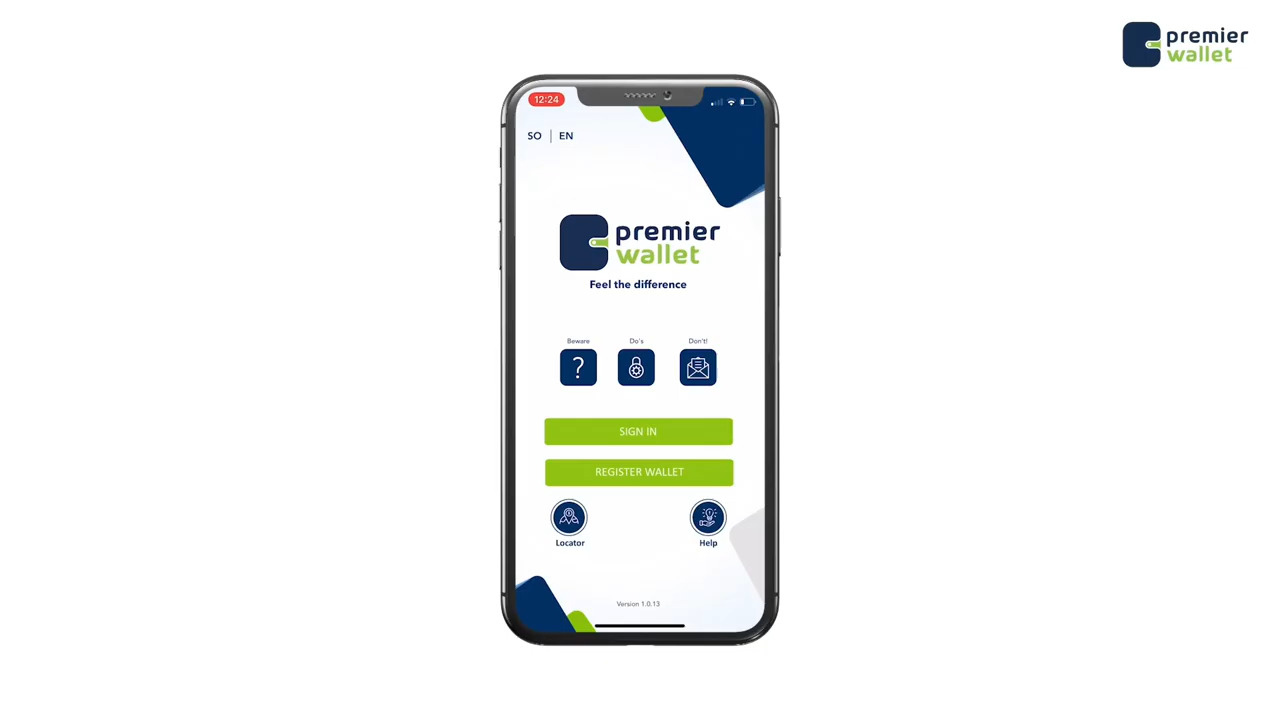 premier
wallet
12:24
SO | EN
premier
wallet
Feel the difference
Beware
Do's
Don't!
SIGN IN
REGISTER WALLET
Locator
Help
Version 1.0.13